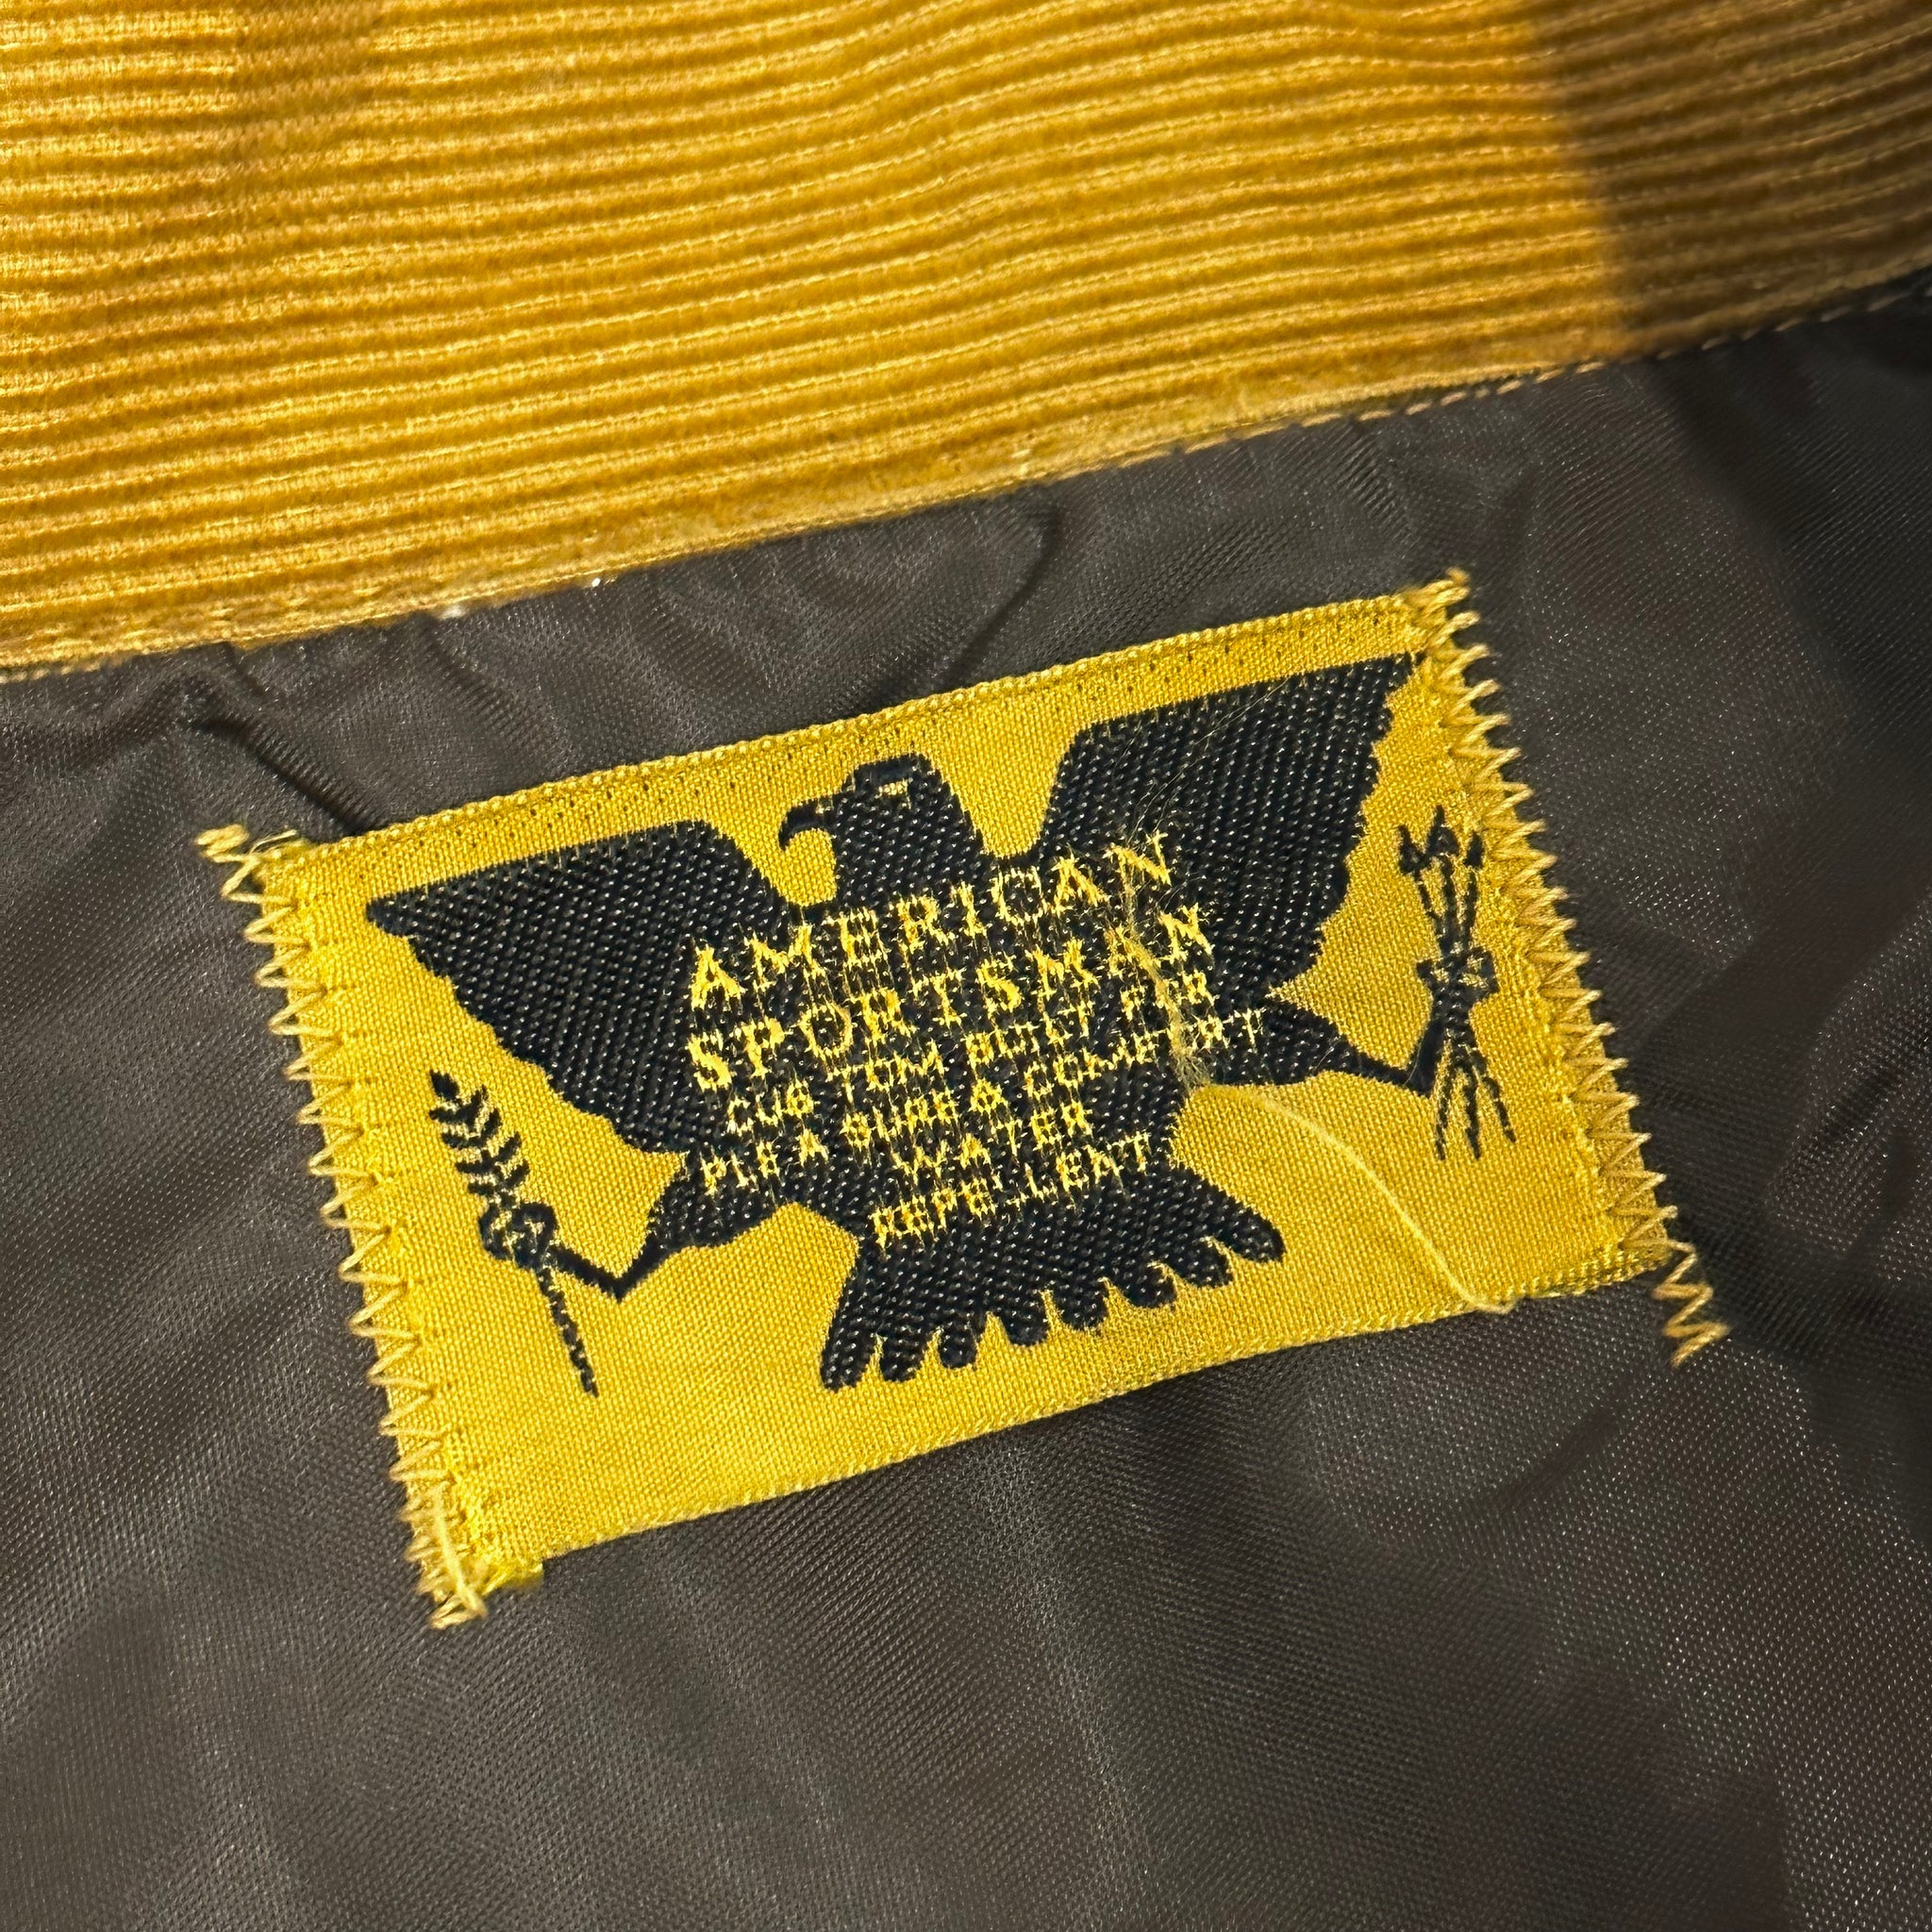 AMERICAN
SPORTSMAN
CUSTOM BUILT FOR
PLEASURE & COMFORT
WATER
REPELLENT